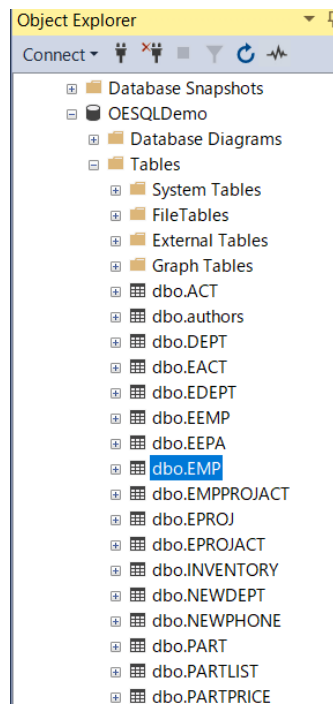 Object Explorer
Connect
Database Snapshots
OESQLDemo
Database Diagrams
Tables
System Tables
FileTables
External Tables
Graph Tables
dbo.ACT
dbo.authors
dbo.DEPT
dbo.EACT
dbo.EDEPT
dbo.EEMP
dbo.EEPA
dbo.EMP
dbo.EMPPROJACT
dbo.EPROJ
dbo.EPROJACT
dbo.INVENTORY
dbo.NEWDEPT
dbo.NEWPHONE
dbo.PART
dbo.PARTLIST
dbo.PARTPRICE